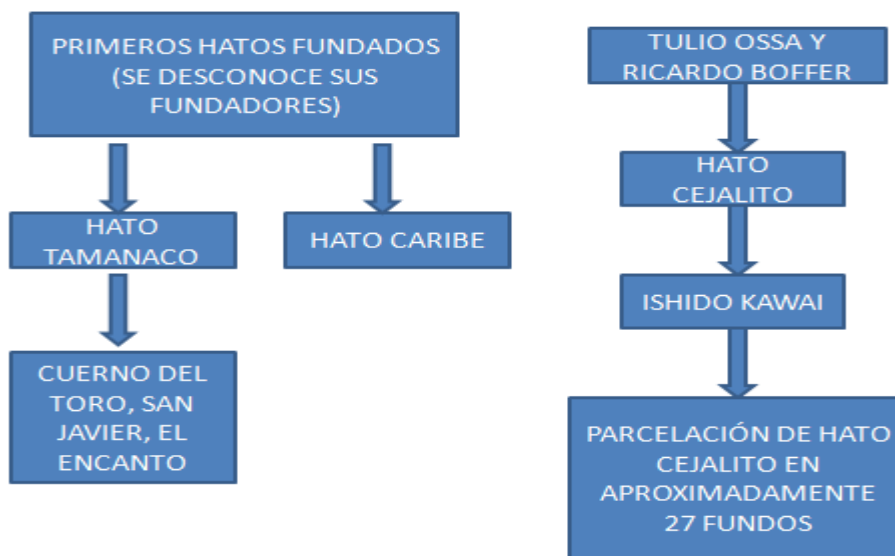 PRIMEROS HATOS FUNDADOS
(SE DESCONOCE SUS
FUNDADORES)
HATO
TAMANACO
HATO CARIBE
CUERNO DEL
TORO, SAN
JAVIER, EL
ENCANTO
TULIO OSSA Y
RICARDO BOFFER
HATO
CEJALITO
ISHIDO KAWAI
PARCELACIÓN DE HATO
CEJALITO EN
APROXIMADAMENTE
27 FUNDOS